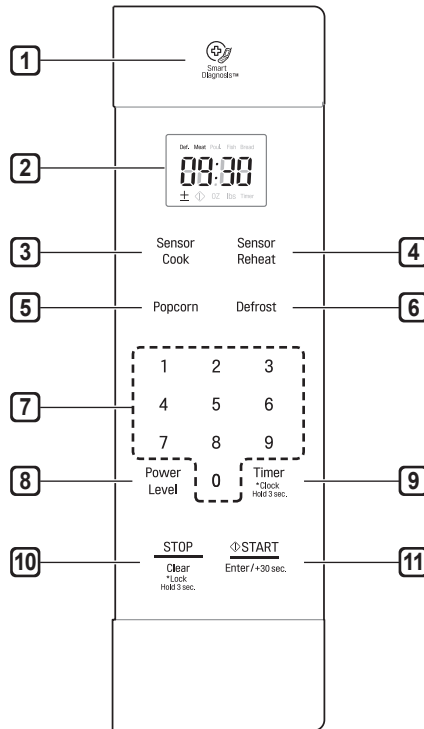 1
Smart
Diagnosis™
2
Def. Meat Poul. Fish Bread
09:30
± OZ lbs Timer
3
Sensor
Cook
Sensor
Reheat
4
5
Popcorn
Defrost
6
7
1 2 3
4 5 6
7 8 9
0
8
Power
Level
Timer
*Clock
Hold 3 sec.
9
10
STOP
Clear
*Lock
Hold 3 sec.
START
Enter/+30 sec.
11